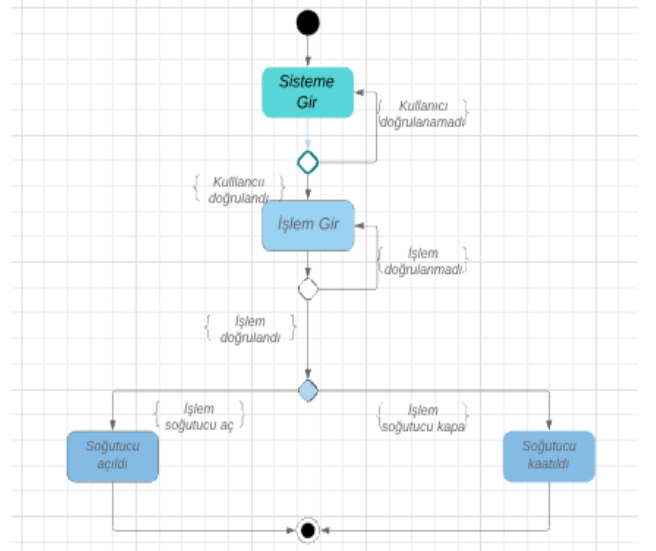 Sisteme
Gir
Kullanıcı
doğrulanamadı
Kulllancıı
doğrulandı
İşlem Gir
İşlem
doğrulanmadı
İşlem
doğrulandı
İşlem
soğutucu aç
İşlem
soğutucu kapa
Soğutucu
açıldı
Soğutucu
kaatıldı